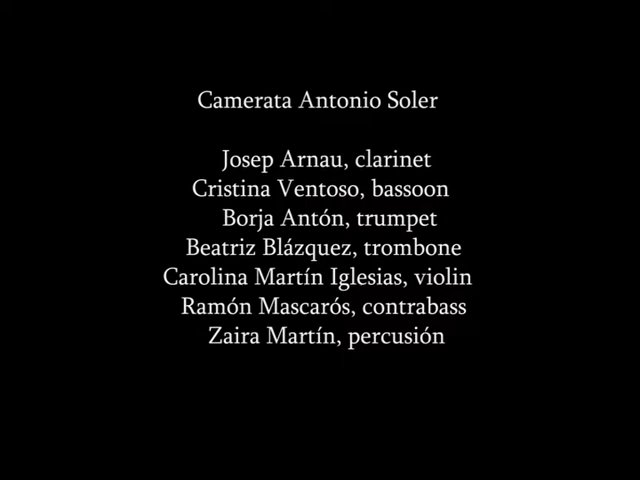 Camerata Antonio Soler
Josep Arnau, clarinet
Cristina Ventoso, bassoon
Borja Antón, trumpet
Beatriz Blázquez, trombone
Carolina Martín Iglesias, violin
Ramón Mascarós, contrabass
Zaira Martín, percusión